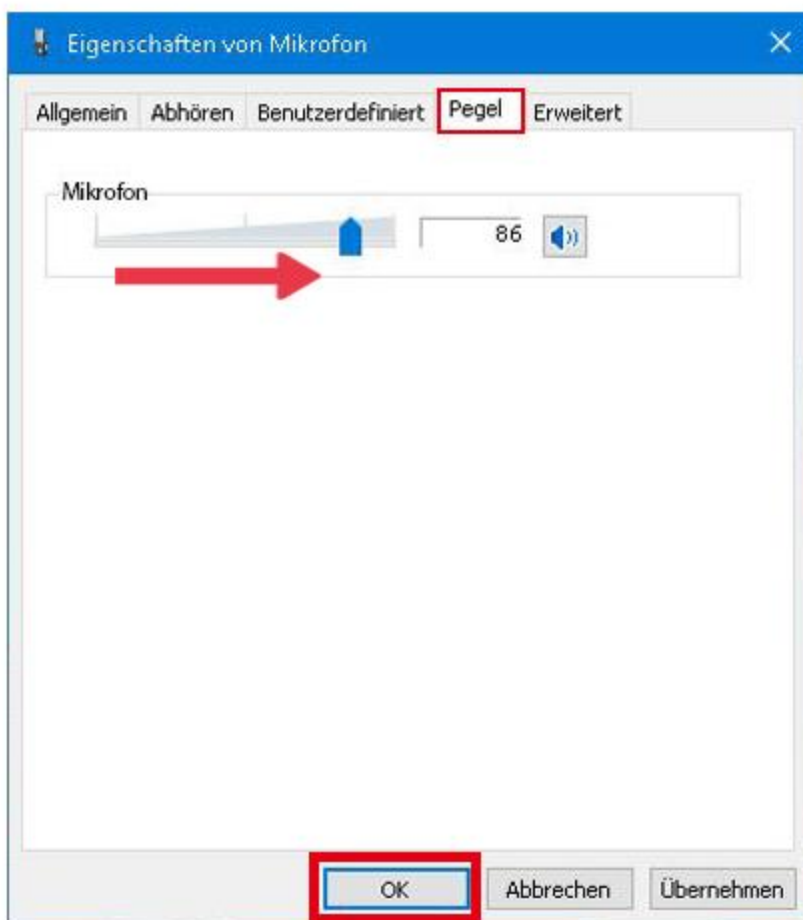 Eigenschaften von Mikrofon
Allgemein Abhören Benutzerdefiniert Pegel Erweitert
Mikrofon
86
OK Abbrechen Übernehmen